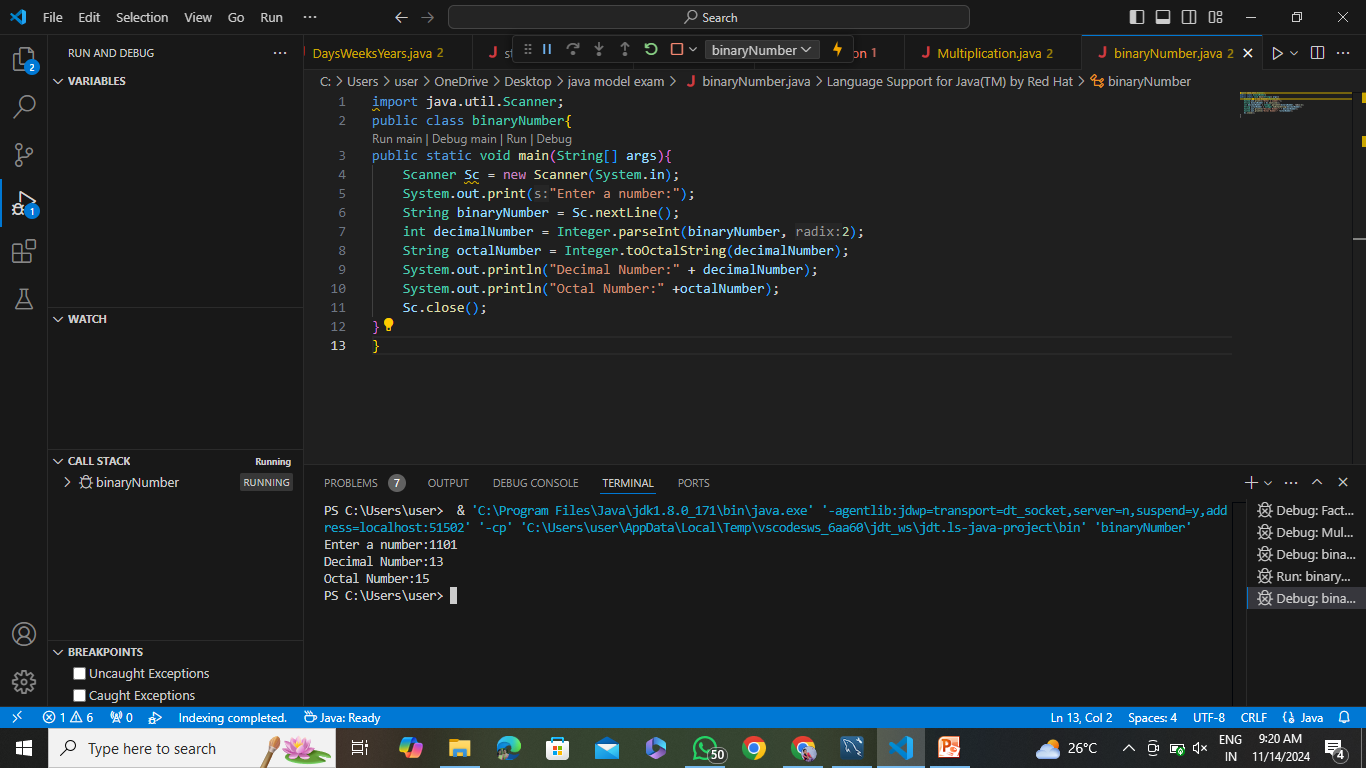 File Edit Selection View Go Run ··· Search
RUN AND DEBUG ···
DaysWeeksYears.java 2
binaryNumber
1
Multiplication.java 2
binaryNumber.java 2
C: > Users > user > OneDrive > Desktop > java model exam > J binaryNumber.java > Language Support for Java(TM) by Red Hat > binaryNumber
VARIABLES
1 import java.util.Scanner;
2 public class binaryNumber{
Run main | Debug main | Run | Debug
3 public static void main(String[] args){
4 Scanner Sc = new Scanner(System.in);
5 System.out.print(s:"Enter a number:");
6 String binaryNumber = Sc.nextLine();
7 int decimalNumber = Integer.parseInt(binaryNumber, radix:2);
8 String octalNumber = Integer.toOctalString(decimalNumber);
9 System.out.println("Decimal Number:" + decimalNumber);
10 System.out.println("Octal Number:" +octalNumber);
11 Sc.close();
12 }
13 }
WATCH
CALL STACK Running
binaryNumber RUNNING
BREAKPOINTS
Uncaught Exceptions
Caught Exceptions
PROBLEMS 7 OUTPUT DEBUG CONSOLE TERMINAL PORTS
PS C:\Users\user> & 'C:\Program Files\Java\jdk1.8.0_171\bin\java.exe' '-agentlib:jdwp=transport=dt_socket,server=n,suspend=y,add
ress=localhost:51502' '-cp' 'C:\Users\user\AppData\Local\Temp\vscodesws_6aa60\jdt_ws\jdt.ls-java-project\bin' 'binaryNumber'
Enter a number:1101
Decimal Number:13
Octal Number:15
PS C:\Users\user>
Debug: Fact...
Debug: Mul...
Debug: bina...
Run: binary...
Debug: bina...
2
1
1 6 0 Indexing completed. Java: Ready Ln 13, Col 2 Spaces: 4 UTF-8 CRLF {} Java
Type here to search
50
26°C
ENG
IN
9:20 AM
11/14/2024
4